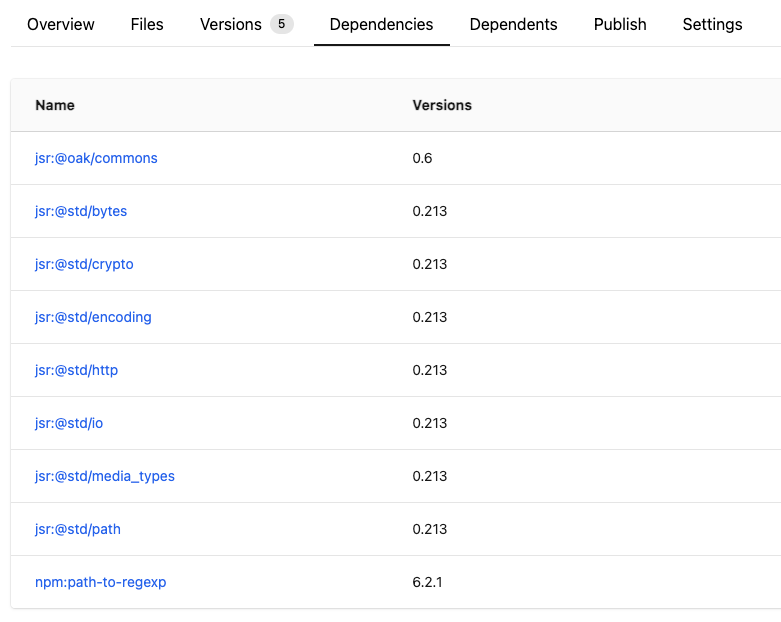 Overview Files Versions 5 Dependencies Dependents Publish Settings
Name Versions
jsr:@oak/commons 0.6
jsr:@std/bytes 0.213
jsr:@std/crypto 0.213
jsr:@std/encoding 0.213
jsr:@std/http 0.213
jsr:@std/io 0.213
jsr:@std/media_types 0.213
jsr:@std/path 0.213
npm:path-to-regexp 6.2.1